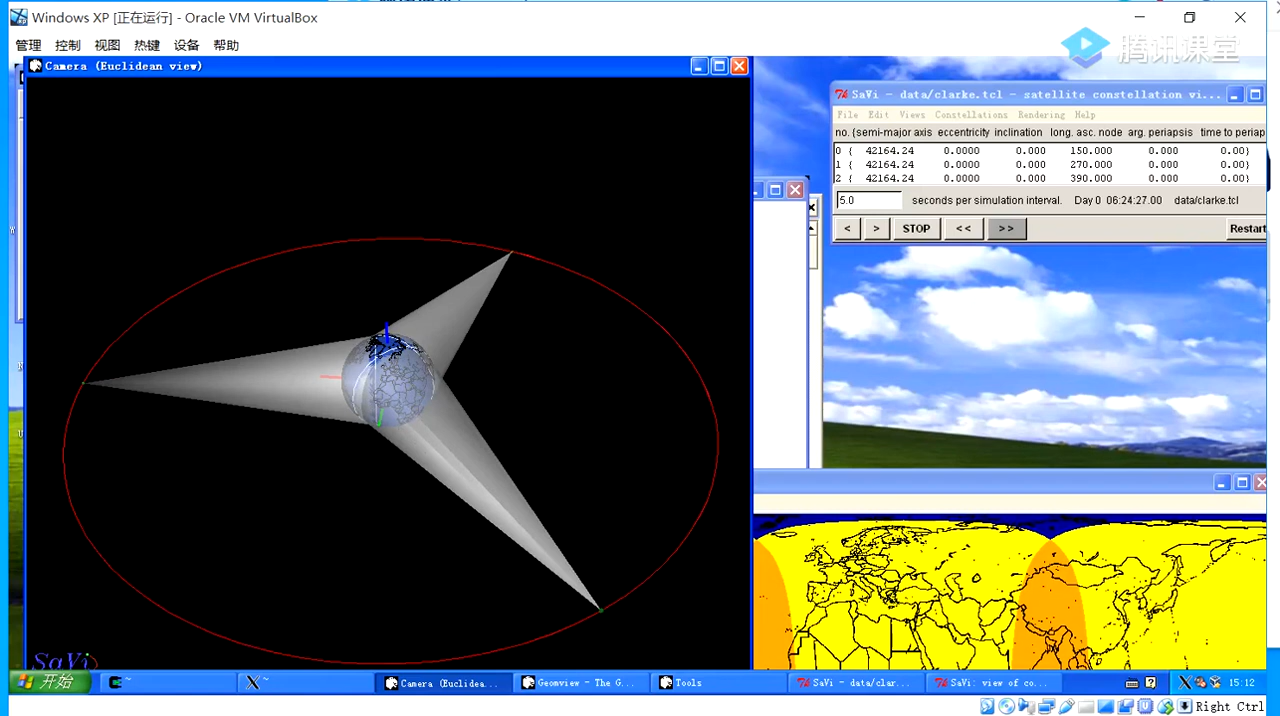 Windows XP [正在运行] - Oracle VM VirtualBox
管理 控制 视图 热键 设备 帮助
腾讯课堂
Camera (Euclidean view)
SaVi - data/clarke.tcl - satellite constellation vi...
File Edit Views Constellations Rendering Help
no. (semi-major axis eccentricity inclination long. asc. node arg. periapsis time to periap
0 { 42164.24 0.0000 0.000 150.000 0.000 0.00}
1 { 42164.24 0.0000 0.000 270.000 0.000 0.00}
2 { 42164.24 0.0000 0.000 390.000 0.000 0.00}
5.0 seconds per simulation interval. Day 0 06:24:27.00 data/clarke.tcl
< > STOP << >> Restart
SaVi
开始 ~ ~ Camera (Euclidea... Geomview - The G... Tools SaVi - data/clar... SaVi: view of co... 15:12
Right Ctrl